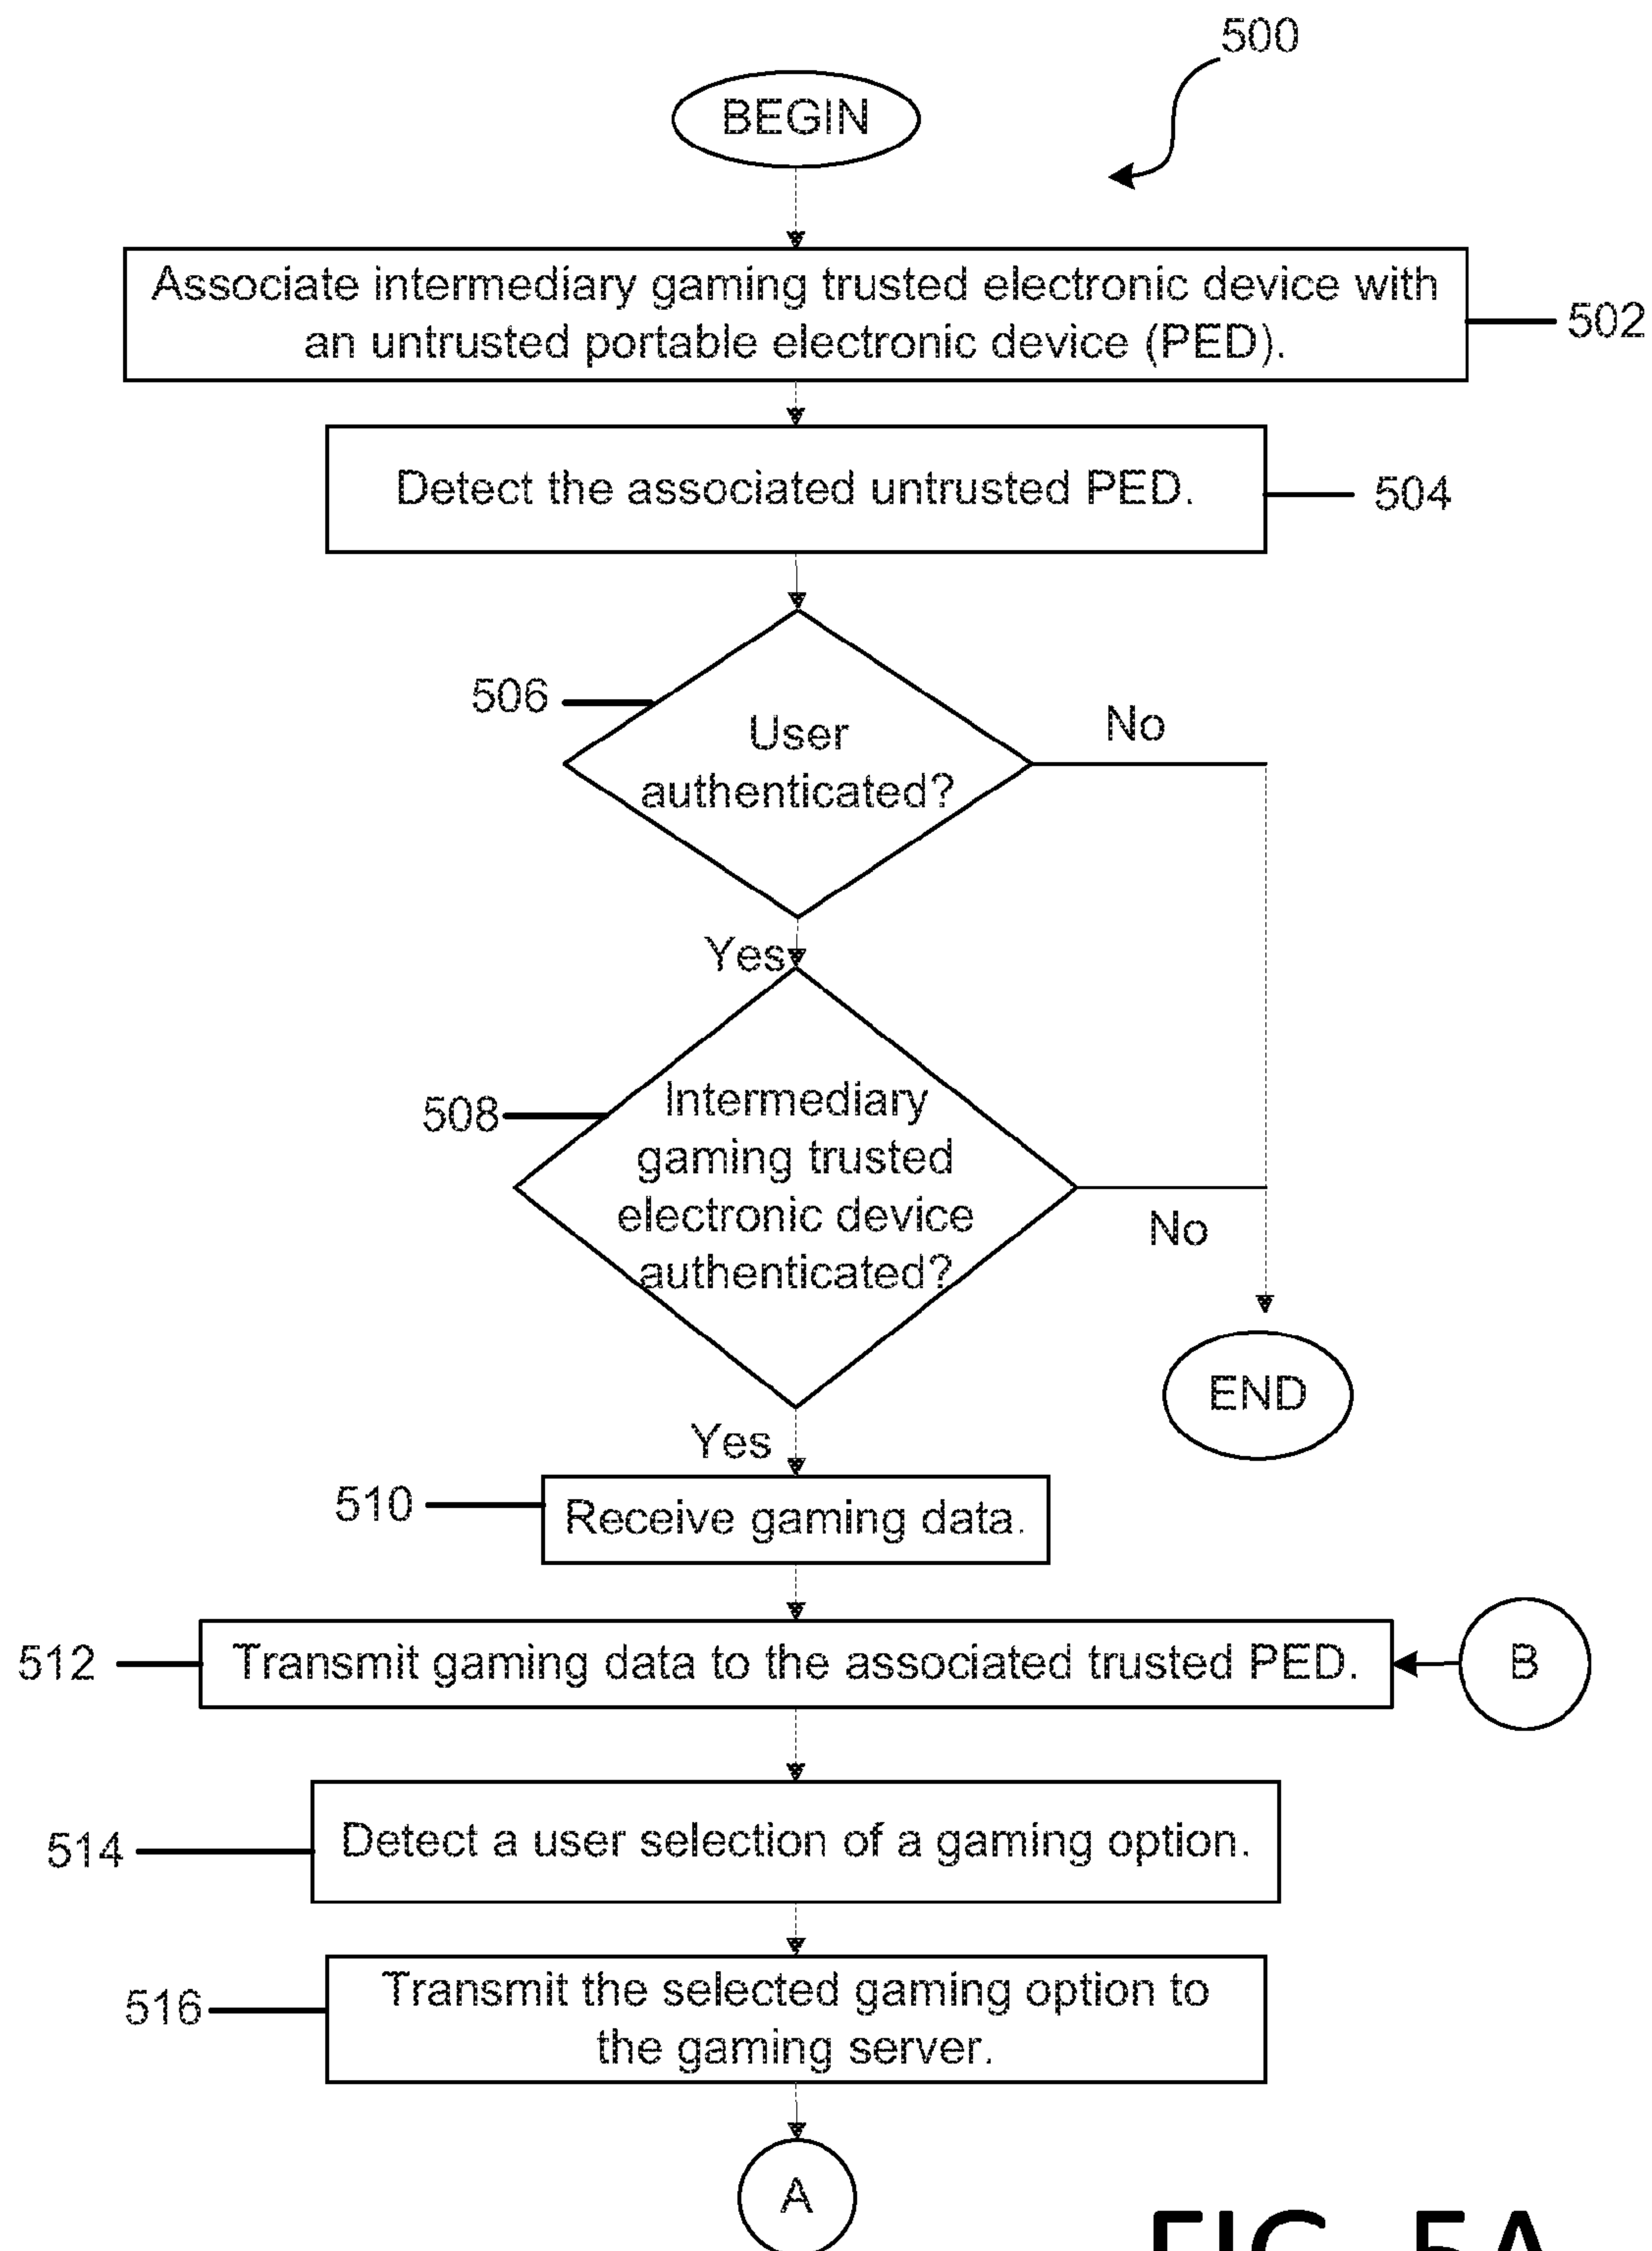 500
BEGIN
Associate intermediary gaming trusted electronic device with
an untrusted portable electronic device (PED).
502
Detect the associated untrusted PED.
504
506
User
authenticated?
No
Yes
508
Intermediary
gaming trusted
electronic device
authenticated?
No
END
Yes
510
Receive gaming data.
512
Transmit gaming data to the associated trusted PED.
B
514
Detect a user selection of a gaming option.
516
Transmit the selected gaming option to
the gaming server.
A
FIG. 5A